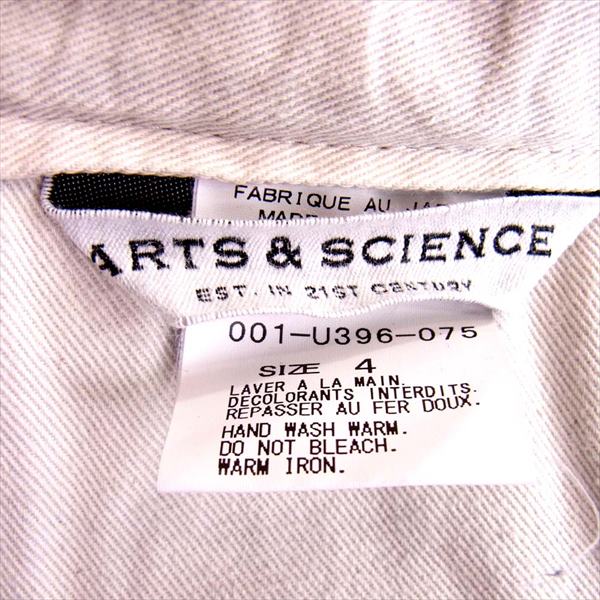 FABRIQUE AU
MADE
ARTS & SCIENCE
EST. IN 21ST CENTURY
001-U396-075
SIZE 4
LAVER A LA MAIN.
DECOLORANTS INTERDITS.
REPASSER AU FER DOUX.
HAND WASH WARM.
DO NOT BLEACH.
WARM IRON.